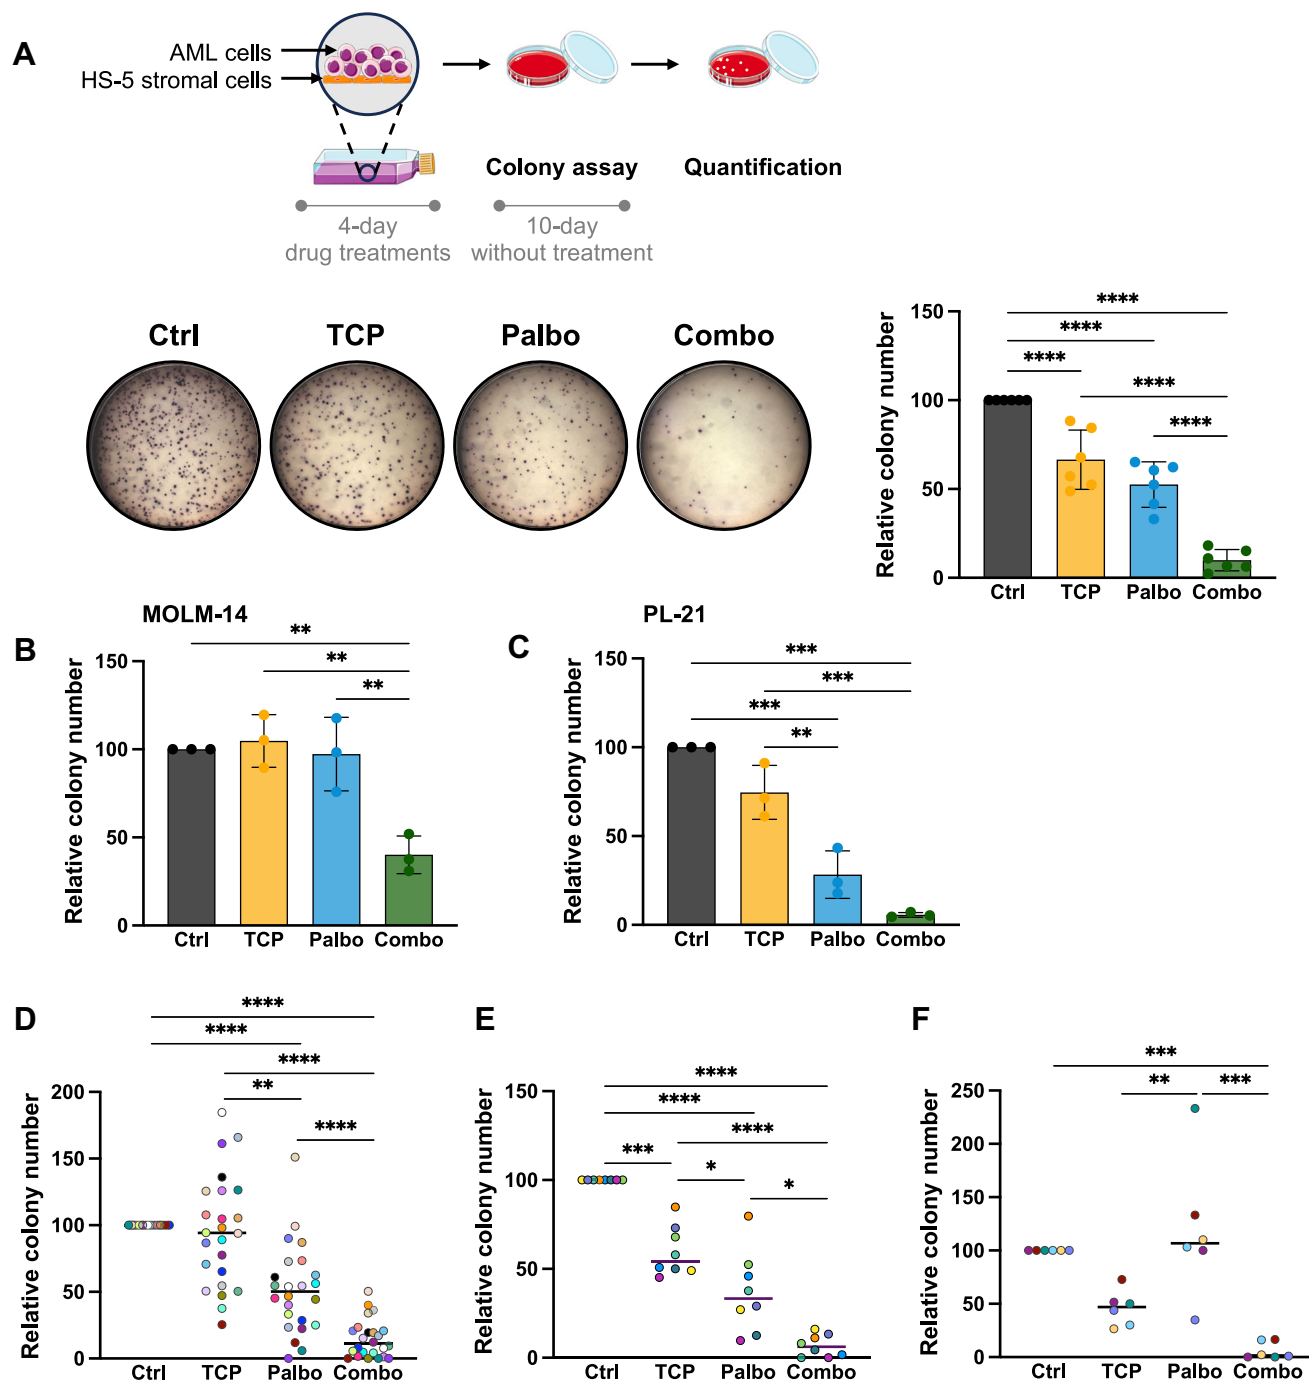 A
AML cells
HS-5 stromal cells
Colony assay
Quantification
4-day
drug treatments
10-day
without treatment
Ctrl
TCP
Palbo
Combo
Relative colony number
150
100
50
0
****
****
****
****
****
Ctrl
TCP
Palbo
Combo
MOLM-14
B
Relative colony number
150
100
50
0
**
**
**
Ctrl
TCP
Palbo
Combo
PL-21
C
Relative colony number
150
100
50
0
***
***
***
**
Ctrl
TCP
Palbo
Combo
D
Relative colony number
200
150
100
50
0
****
****
****
**
****
Ctrl
TCP
Palbo
Combo
E
Relative colony number
150
100
50
0
****
****
****
***
*
*
Ctrl
TCP
Palbo
Combo
F
Relative colony number
250
200
150
100
50
0
***
**
***
Ctrl
TCP
Palbo
Combo